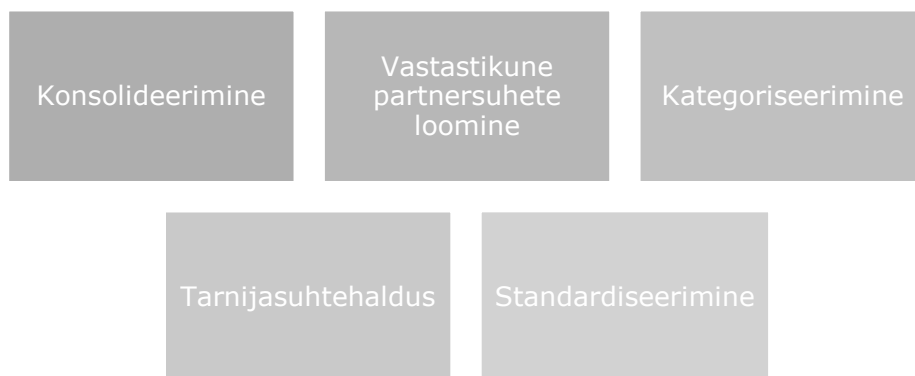 Konsolideerimine
Vastastikune
partnersuhete
loomine
Kategoriseerimine
Tarnijasuhtehaldus
Standardiseerimine